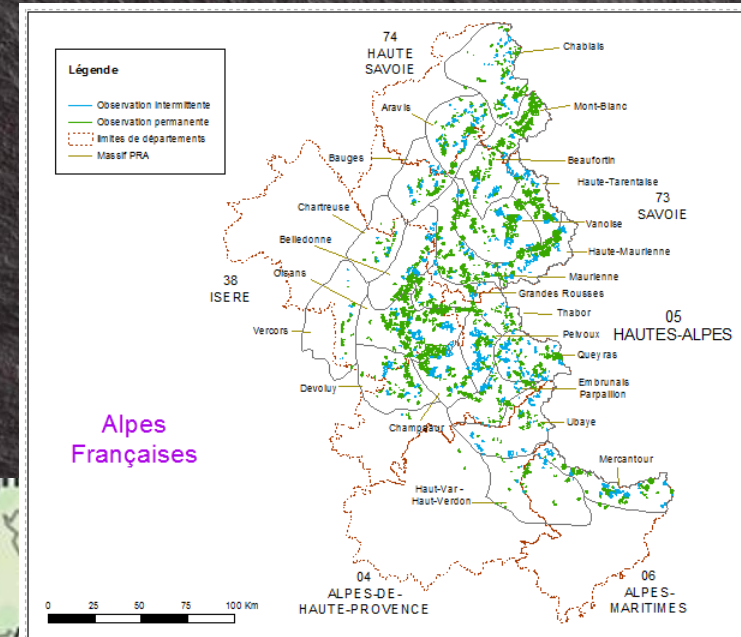 74
HAUTE
SAVOIE
Chablais
Légende
Observation intermittente
Observation permanente
limites de départements
Massif PRA
Aravis
Mont-Blanc
Bauges
Beaufortin
Haute-Tarentaise
73
SAVOIE
Chartreuse
Vanoise
Belledonne
Haute-Maurienne
Oisans
Maurienne
38
ISERE
Grandes Rousses
Thabor
05
HAUTES-ALPES
Vercors
Pelvoux
Queyras
Devoluy
Embrunais
Parpaillon
Champsaur
Ubaye
Alpes
Françaises
Mercantour
Haut-Var -
Haut-Verdon
04
ALPES-DE-
HAUTE-PROVENCE
06
ALPES-
MARITIMES
0 25 50 75 100 Km